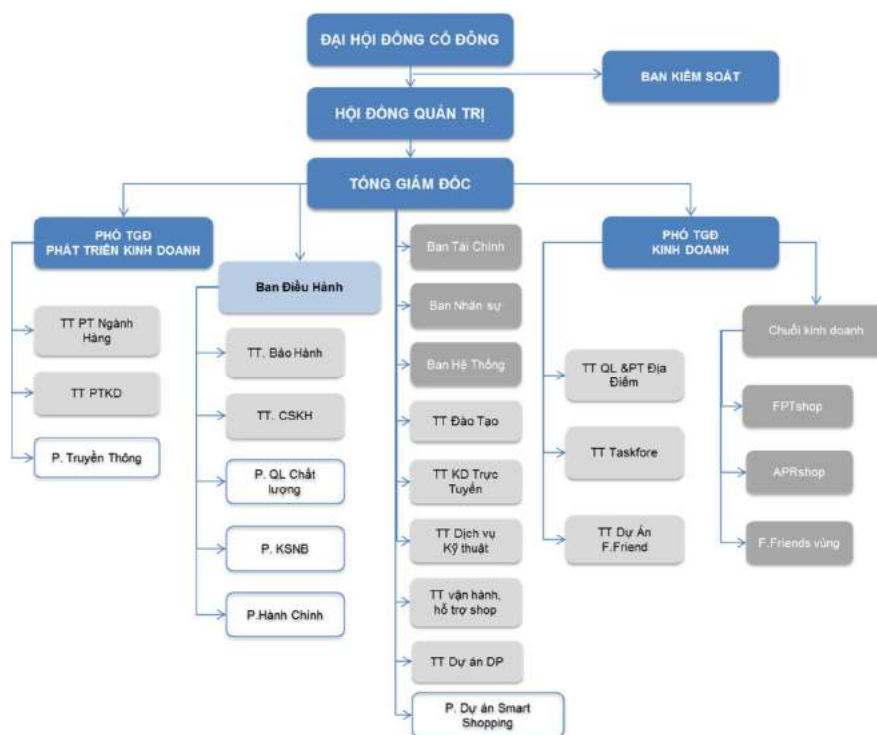 ĐẠI HỘI ĐỒNG CỔ ĐÔNG
BAN KIỂM SOÁT
HỘI ĐỒNG QUẢN TRỊ
TỔNG GIÁM ĐỐC
PHÓ TGĐ
PHÁT TRIỂN KINH DOANH
TT PT Ngành
Hàng
TT PTKD
P. Truyền Thông
Ban Điều Hành
TT. Bảo Hành
TT. CSKH
P. QL Chất
lượng
P. KSNB
P.Hành Chính
Ban Tài Chính
Ban Nhân sự
Ban Hệ Thống
TT Đào Tạo
TT KD Trực
Tuyến
TT Dịch vụ
Kỹ thuật
TT vận hành,
hỗ trợ shop
TT Dự án DP
P. Dự án Smart
Shopping
PHÓ TGĐ
KINH DOANH
TT QL &PT Địa
Điểm
TT Taskfore
TT Dự Án
F.Friend
Chuỗi kinh doanh
FPTshop
APRshop
F.Friends vùng